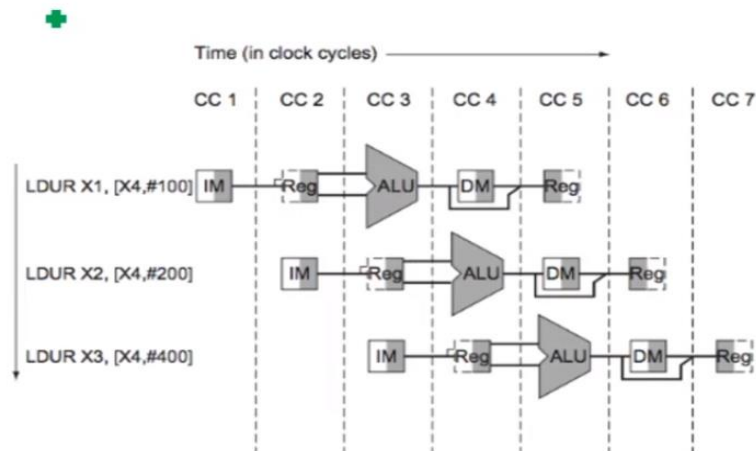 Time (in clock cycles)
CC 1 CC 2 CC 3 CC 4 CC 5 CC 6 CC 7
LDUR X1, [X4,#100] IM Reg ALU DM Reg
LDUR X2, [X4,#200] IM Reg ALU DM Reg
LDUR X3, [X4,#400] IM Reg ALU DM Reg